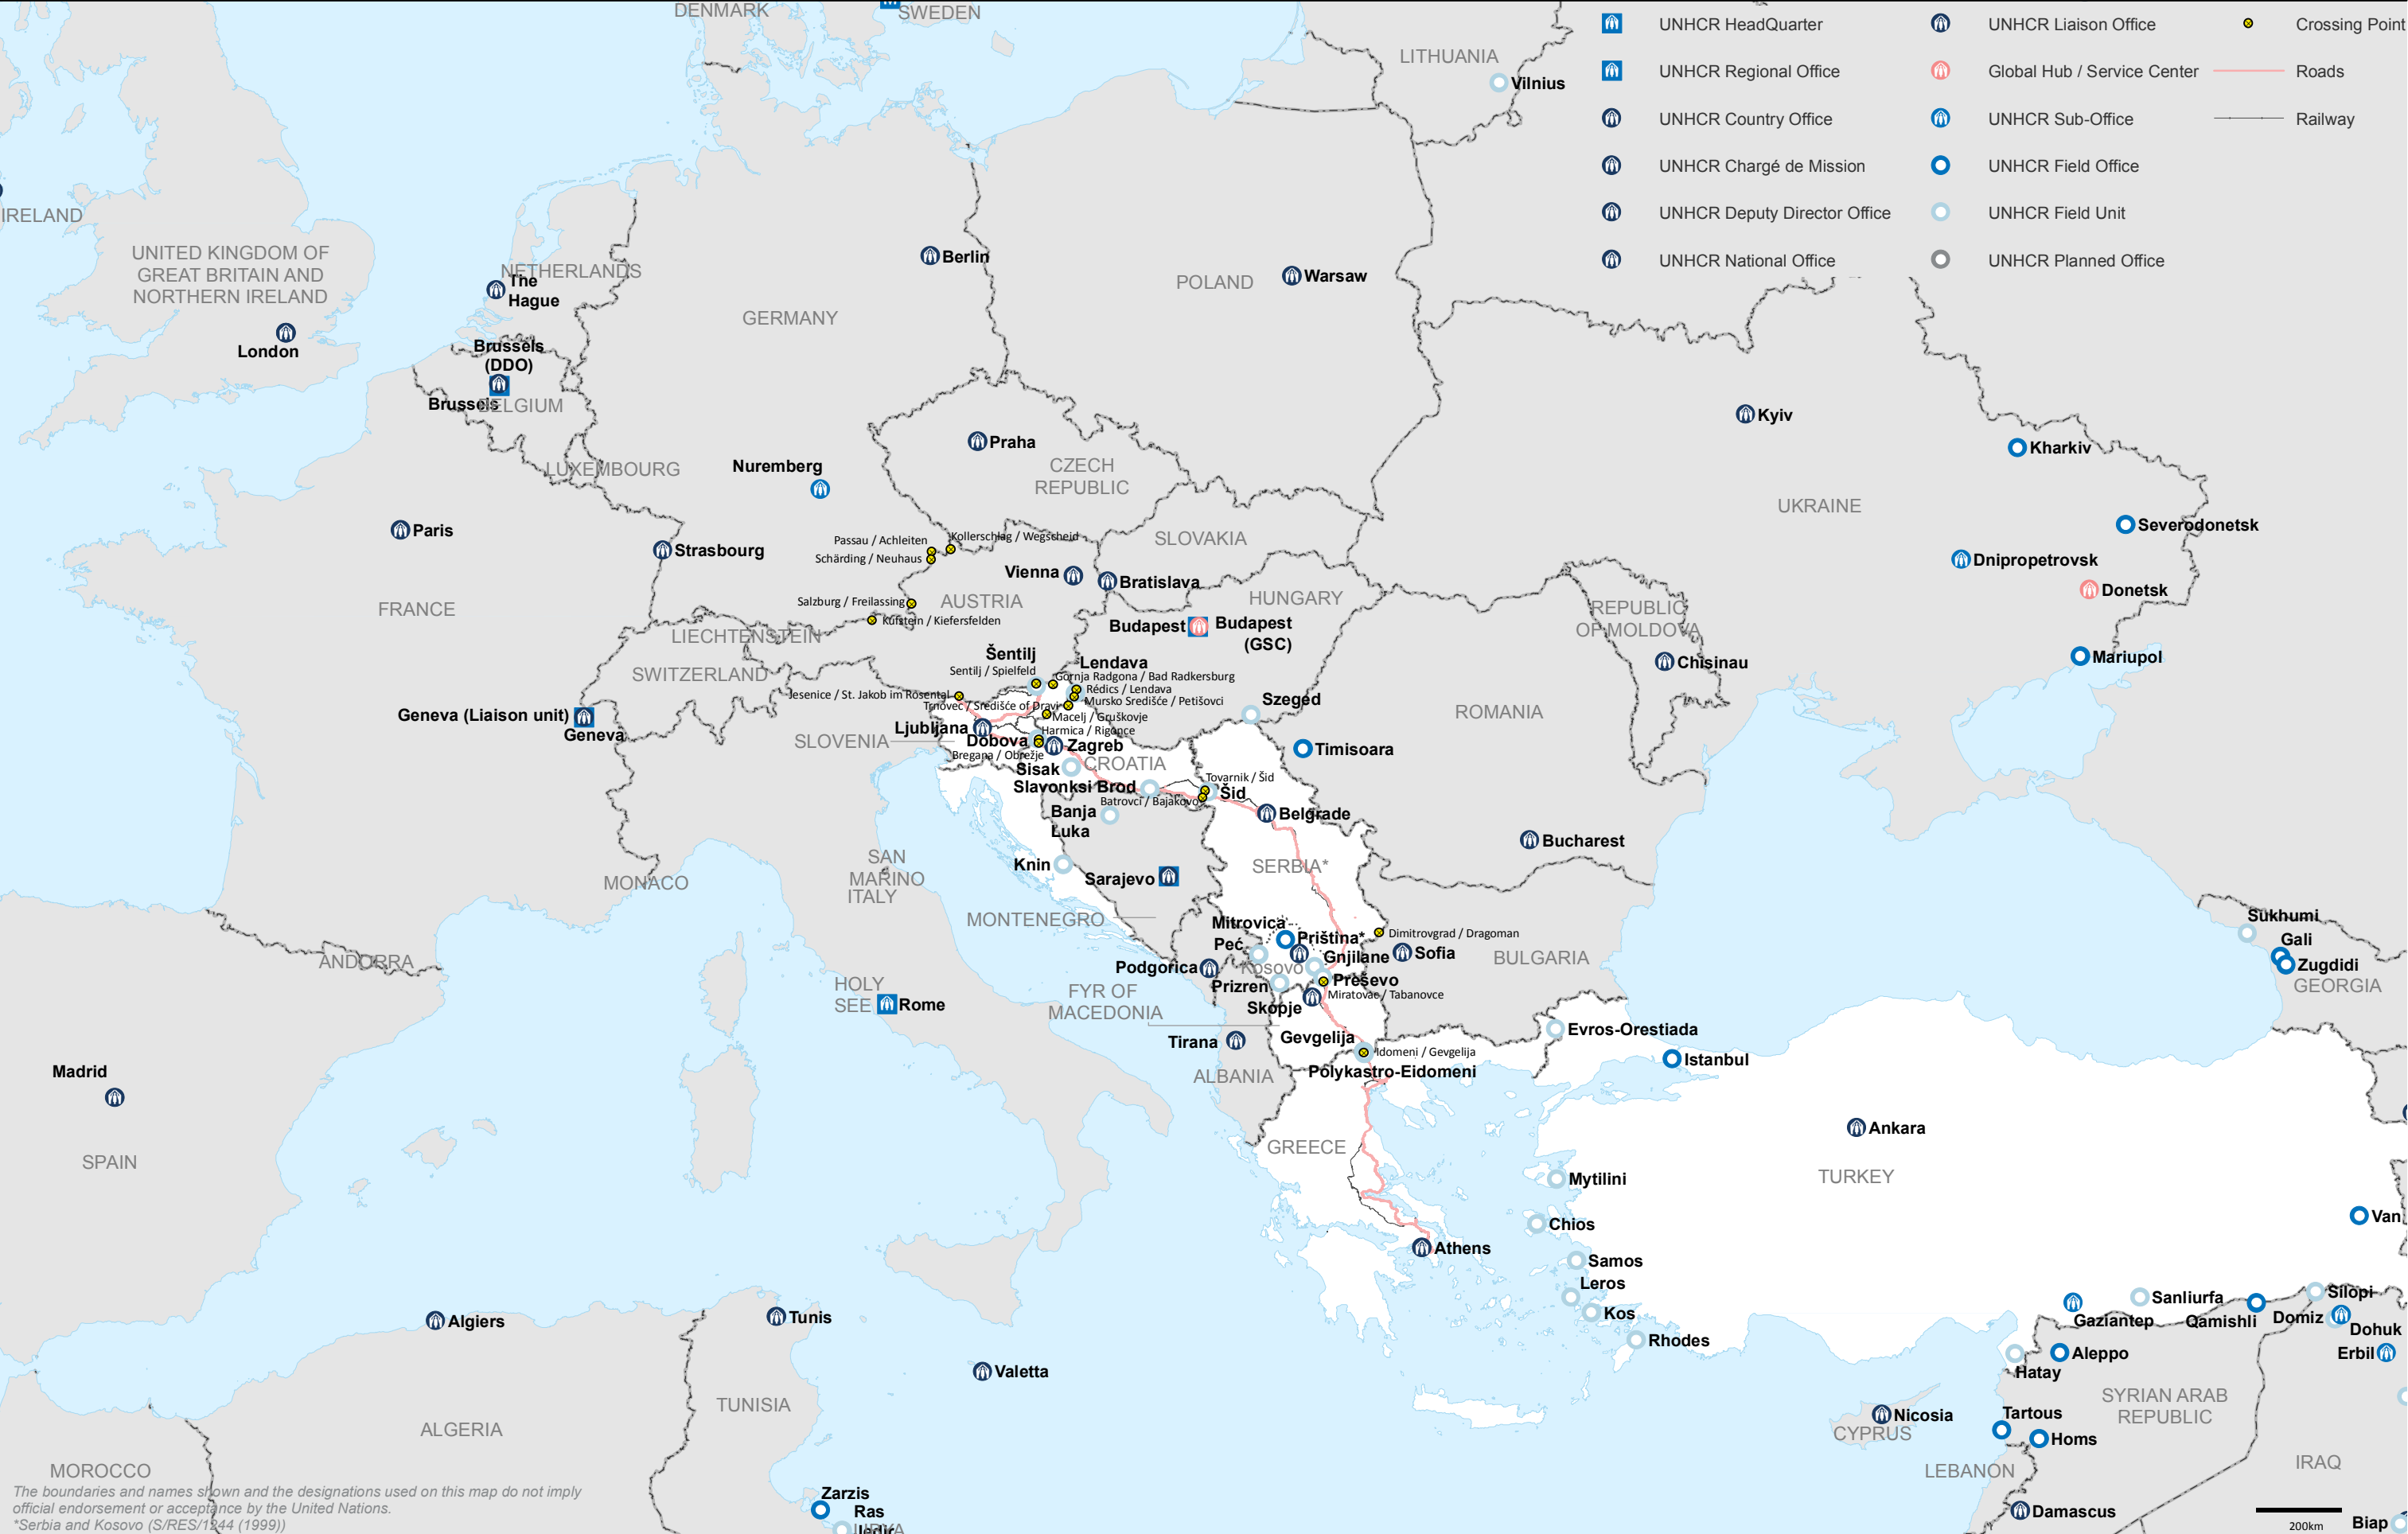 DENMARK
SWEDEN
LITHUANIA
Vilnius
UNHCR HeadQuarter
UNHCR Regional Office
UNHCR Country Office
UNHCR Chargé de Mission
UNHCR Deputy Director Office
UNHCR National Office
UNHCR Liaison Office
Global Hub / Service Center
UNHCR Sub-Office
UNHCR Field Office
UNHCR Field Unit
UNHCR Planned Office
Crossing Point
Roads
Railway
IRELAND
UNITED KINGDOM OF
GREAT BRITAIN AND
NORTHERN IRELAND
London
NETHERLANDS
The
Hague
Brussels
(DDO)
Brussels
BELGIUM
LUXEMBOURG
Berlin
GERMANY
POLAND
Warsaw
Praha
CZECH
REPUBLIC
Nuremberg
Paris
Strasbourg
FRANCE
Passau / Achleiten
Kollerschlag / Wegscheid
Schärding / Neuhaus
Vienna
Bratislava
SLOVAKIA
Salzburg / Freilassing
AUSTRIA
Kufstein / Kiefersfelden
LIECHTENSTEIN
SWITZERLAND
HUNGARY
Budapest
Budapest
(GSC)
Kyiv
Kharkiv
UKRAINE
Severodonetsk
Dnipropetrovsk
Donetsk
Mariupol
REPUBLIC
OF MOLDOVA
Chisinau
Geneva (Liaison unit)
Geneva
Šentilj
Sentilj / Spielfeld
Lendava
Gornja Radgona / Bad Radkersburg
Rédics / Lendava
Jesenice / St. Jakob im Rosental
Mursko Središće / Petišovci
Trnovec / Središće of Dravi
Macelj / Gruškovje
Ljubljana
Harmica / Rigonce
SLOVENIA
Dobova
Zagreb
Bregana / Obrežje
Sisak
CROATIA
Slavonksi Brod
Tovarnik / Šid
Šid
Batrovci / Bajakovo
Szeged
Timisoara
ROMANIA
Belgrade
Bucharest
Banja
Luka
Knin
Sarajevo
SERBIA*
SAN
MARINO
ITALY
MONACO
MONTENEGRO
Mitrovica
Priština*
Peć
Gnjilane
Kosovo
Dimitrovgrad / Dragoman
Sofia
BULGARIA
Podgorica
Prizren
Preševo
Miratovac / Tabanovce
Skopje
FYR OF
MACEDONIA
HOLY
SEE
Rome
ANDORRA
Tirana
ALBANIA
Gevgelija
Idomeni / Gevgelija
Polykastro-Eidomeni
Evros-Orestiada
Istanbul
Sukhumi
Gali
Zugdidi
GEORGIA
Madrid
SPAIN
GREECE
Athens
Mytilini
Chios
Samos
Leros
Kos
Rhodes
Ankara
TURKEY
Van
Silopi
Sanliurfa
Gaziantep
Qamishli
Domiz
Dohuk
Erbil
Hatay
Aleppo
SYRIAN ARAB
REPUBLIC
Tartous
Homs
Nicosia
CYPRUS
LEBANON
Damascus
IRAQ
Biap
Algiers
Tunis
Valetta
TUNISIA
ALGERIA
MOROCCO
Zarzis
Ras
200km
The boundaries and names shown and the designations used on this map do not imply
official endorsement or acceptance by the United Nations.
*Serbia and Kosovo (S/RES/1244 (1999))